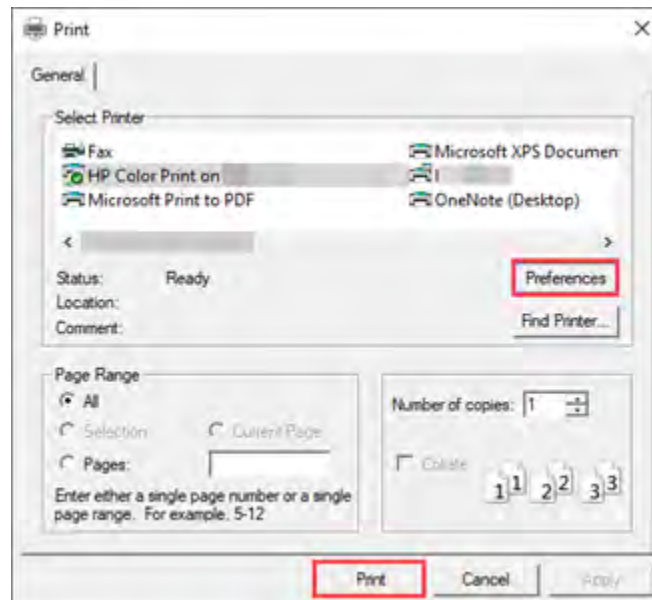 Print
General
Select Printer
Fax
Microsoft XPS Documen
HP Color Print on
Microsoft Print to PDF
OneNote (Desktop)
Status: Ready
Preferences
Location:
Comment:
Find Printer...
Page Range
All
Selection
Current Page
Pages:
Enter either a single page number or a single
page range. For example, 5-12
Number of copies: 1
Collate
1 1 2 2 3 3
Print
Cancel
Apply